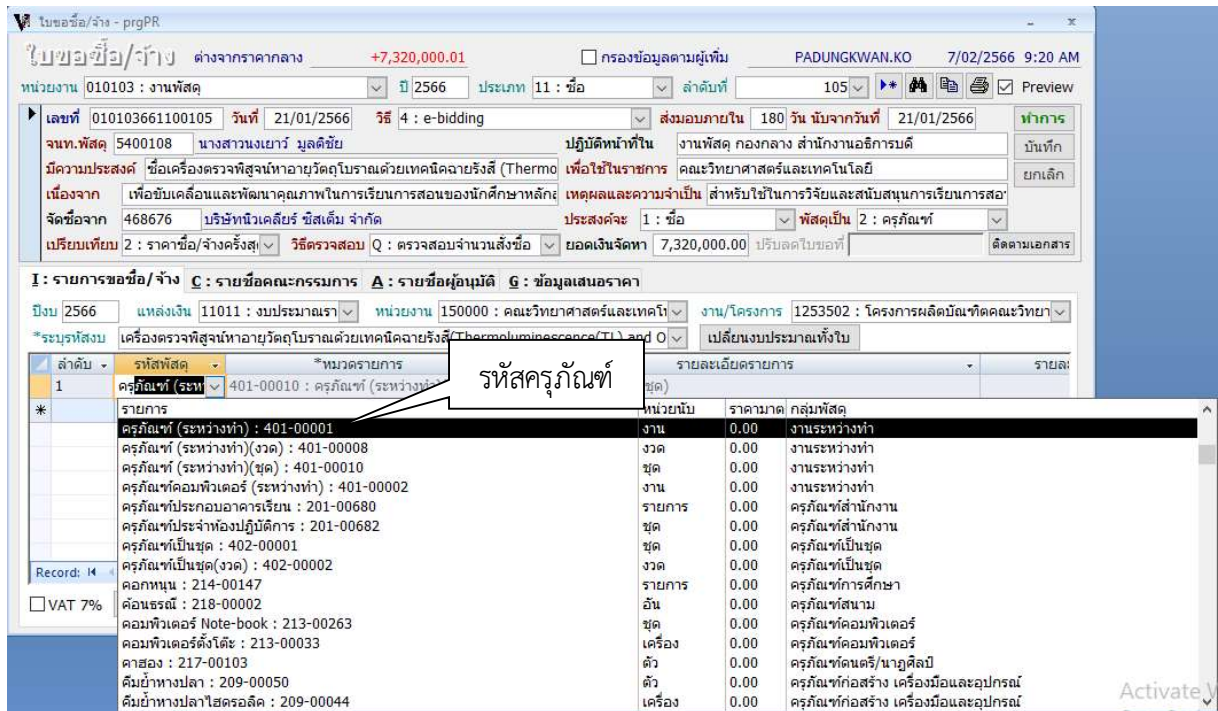 ใบขอซื้อ/จ้าง - prgPR
ใบขอซื้อ/จ้าง ต่างจากราคากลาง +7,320,000.01 กรองข้อมูลตามผู้เพิ่ม PADUNGKWAN.KO 7/02/2566 9:20 AM
หน่วยงาน 010103 : งานพัสดุ ปี 2566 ประเภท 11 : ซื้อ ลำดับที่ 105 Preview
เลขที่ 010103661100105 วันที่ 21/01/2566 วิธี 4 : e-bidding ส่งมอบภายใน 180 วัน นับจากวันที่ 21/01/2566 ทำการ
จนท.พัสดุ 5400108 นางสาวนงเยาว์ มูลดิชัย ปฏิบัติหน้าที่ใน งานพัสดุ กองกลาง สำนักงานอธิการบดี บันทึก
มีความประสงค์ ซื้อเครื่องตรวจพิสูจน์หาอายุวัตถุโบราณด้วยเทคนิคฉายรังสี (Thermo เพื่อใช้ในราชการ คณะวิทยาศาสตร์และเทคโนโลยี ยกเลิก
เนื่องจาก เพื่อขับเคลื่อนและพัฒนาคุณภาพในการเรียนการสอนของนักศึกษาหลักสู เหตุผลและความจำเป็น สำหรับใช้ในการวิจัยและสนับสนุนการเรียนการสอ
จัดซื้อจาก 468676 บริษัทนิวเคลียร์ ซิสเต็ม จำกัด ประสงค์จะ 1 : ซื้อ พัสดุเป็น 2 : ครุภัณฑ์
เปรียบเทียบ 2 : ราคาซื้อ/จ้างครั้งสุ วิธีตรวจสอบ Q : ตรวจสอบจำนวนสั่งซื้อ ยอดเงินจัดหา 7,320,000.00 ปรับลดใบขอที่ ติดตามเอกสาร
I : รายการขอซื้อ/จ้าง C : รายชื่อคณะกรรมการ A : รายชื่อผู้อนุมัติ G : ข้อมูลเสนอราคา
ปีงบ 2566 แหล่งเงิน 11011 : งบประมาณรา หน่วยงาน 150000 : คณะวิทยาศาสตร์และเทคโน งาน/โครงการ 1253502 : โครงการผลิตบัณฑิตคณะวิทยา
*ระบุรหัสงบ เครื่องตรวจพิสูจน์หาอายุวัตถุโบราณด้วยเทคนิคฉายรังสี(Thermoluminescence(TL) and O เปลี่ยนงบประมาณทั้งใบ
ลำดับ รหัสพัสดุ *หมวดรายการ รายละเอียดรายการ รายละ
1 ครุภัณฑ์ (ระหว 401-00010 : ครุภัณฑ์ (ระหว่างทำ) ชุด)
รหัสครุภัณฑ์
รายการ หน่วยนับ ราคามาต กลุ่มพัสดุ
ครุภัณฑ์ (ระหว่างทำ) : 401-00001 งาน 0.00 งานระหว่างทำ
ครุภัณฑ์ (ระหว่างทำ)(งวด) : 401-00008 งวด 0.00 งานระหว่างทำ
ครุภัณฑ์ (ระหว่างทำ)(ชุด) : 401-00010 ชุด 0.00 งานระหว่างทำ
ครุภัณฑ์คอมพิวเตอร์ (ระหว่างทำ) : 401-00002 งาน 0.00 งานระหว่างทำ
ครุภัณฑ์ประกอบอาคารเรียน : 201-00680 รายการ 0.00 ครุภัณฑ์สำนักงาน
ครุภัณฑ์ประจำห้องปฏิบัติการ : 201-00682 ชุด 0.00 ครุภัณฑ์สำนักงาน
ครุภัณฑ์เป็นชุด : 402-00001 ชุด 0.00 ครุภัณฑ์เป็นชุด
ครุภัณฑ์เป็นชุด(งวด) : 402-00002 งวด 0.00 ครุภัณฑ์เป็นชุด
คอกหนุน : 214-00147 รายการ 0.00 ครุภัณฑ์การศึกษา
ค้อนธรณี : 218-00002 อัน 0.00 ครุภัณฑ์สนาม
คอมพิวเตอร์ Note-book : 213-00263 ชุด 0.00 ครุภัณฑ์คอมพิวเตอร์
คอมพิวเตอร์ตั้งโต๊ะ : 213-00033 เครื่อง 0.00 ครุภัณฑ์คอมพิวเตอร์
คาฮอง : 217-00103 ตัว 0.00 ครุภัณฑ์ดนตรี/นาฏศิลป์
คีมย้ำหางปลา : 209-00050 ตัว 0.00 ครุภัณฑ์ก่อสร้าง เครื่องมือและอุปกรณ์
คีมย้ำหางปลาไฮดรอลิค : 209-00044 เครื่อง 0.00 ครุภัณฑ์ก่อสร้าง เครื่องมือและอุปกรณ์
Record:
VAT 7%
Activate